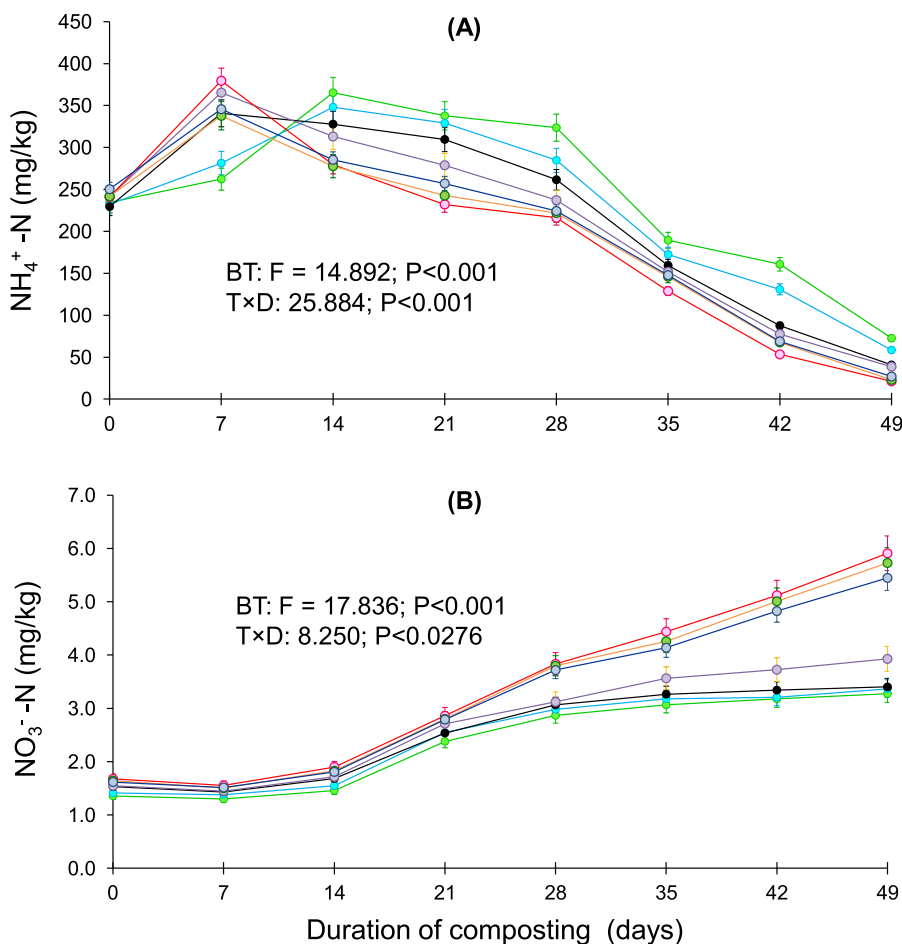 (A)
NH₄⁺ -N (mg/kg)
450
400
350
300
250
200
150
100
50
0
BT: F = 14.892; P<0.001
T×D: 25.884; P<0.001
0 7 14 21 28 35 42 49
(B)
NO₃⁻ -N (mg/kg)
7.0
6.0
5.0
4.0
3.0
2.0
1.0
0.0
BT: F = 17.836; P<0.001
T×D: 8.250; P<0.0276
0 7 14 21 28 35 42 49
Duration of composting (days)